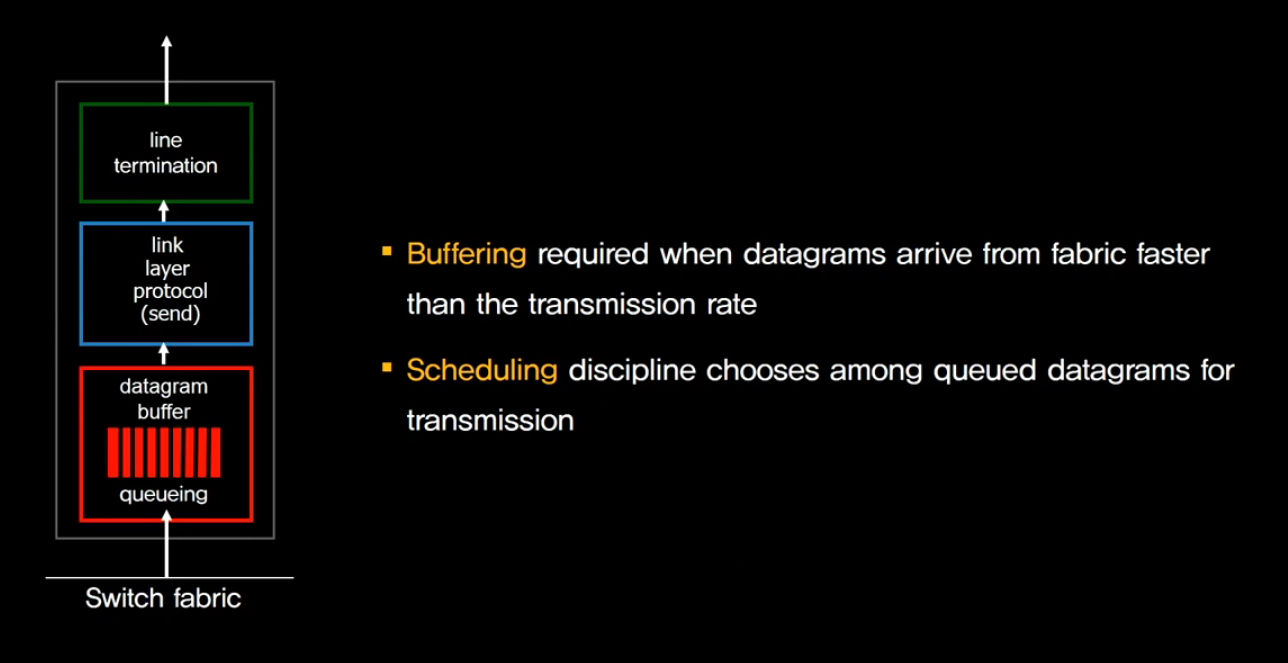 line
termination
link
layer
protocol
(send)
datagram
buffer
queueing
Switch fabric
▪ Buffering required when datagrams arrive from fabric faster
than the transmission rate
▪ Scheduling discipline chooses among queued datagrams for
transmission